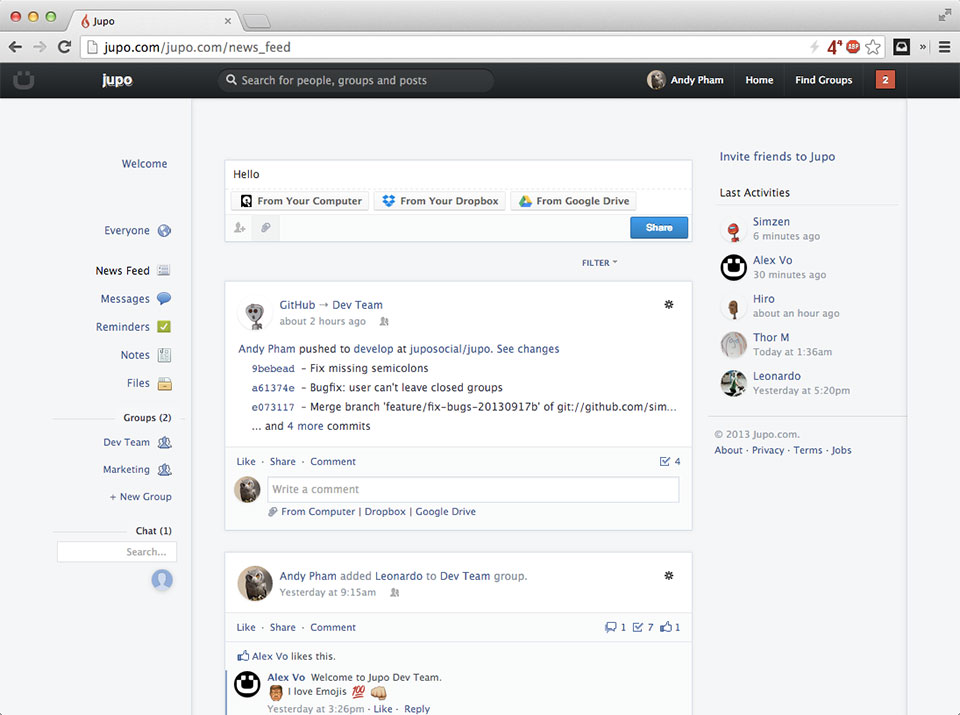 Jupo
jupo.com/jupo.com/news_feed
4
ABP
jupo
Search for people, groups and posts
Andy Pham
Home
Find Groups
2
Welcome
Everyone
News Feed
Messages
Reminders
Notes
Files
Groups (2)
Dev Team
Marketing
+ New Group
Chat (1)
Search...
Hello
From Your Computer
From Your Dropbox
From Google Drive
Share
FILTER
GitHub → Dev Team
about 2 hours ago
Andy Pham pushed to develop at juposocial/jupo. See changes
9bebead – Fix missing semicolons
a61374e – Bugfix: user can't leave closed groups
e073117 – Merge branch 'feature/fix-bugs-20130917b' of git://github.com/sim...
... and 4 more commits
Like · Share · Comment
4
Write a comment
From Computer | Dropbox | Google Drive
Andy Pham added Leonardo to Dev Team group.
Yesterday at 9:15am
Like · Share · Comment
1 7 1
Alex Vo likes this.
Alex Vo Welcome to Jupo Dev Team.
👨🏽 I love Emojis 💯 👊🏼
Yesterday at 3:26pm · Like · Reply
Invite friends to Jupo
Last Activities
Simzen
6 minutes ago
Alex Vo
30 minutes ago
Hiro
about an hour ago
Thor M
Today at 1:36am
Leonardo
Yesterday at 5:20pm
© 2013 Jupo.com.
About · Privacy · Terms · Jobs